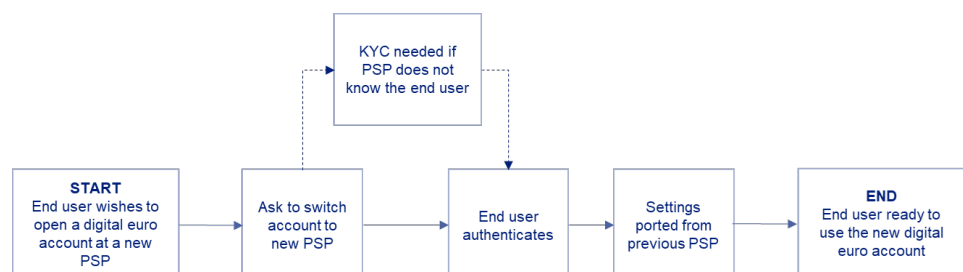 KYC needed if
PSP does not
know the end user
START
End user wishes to
open a digital euro
account at a new
PSP
Ask to switch
account to
new PSP
End user
authenticates
Settings
ported from
previous PSP
END
End user ready to
use the new digital
euro account